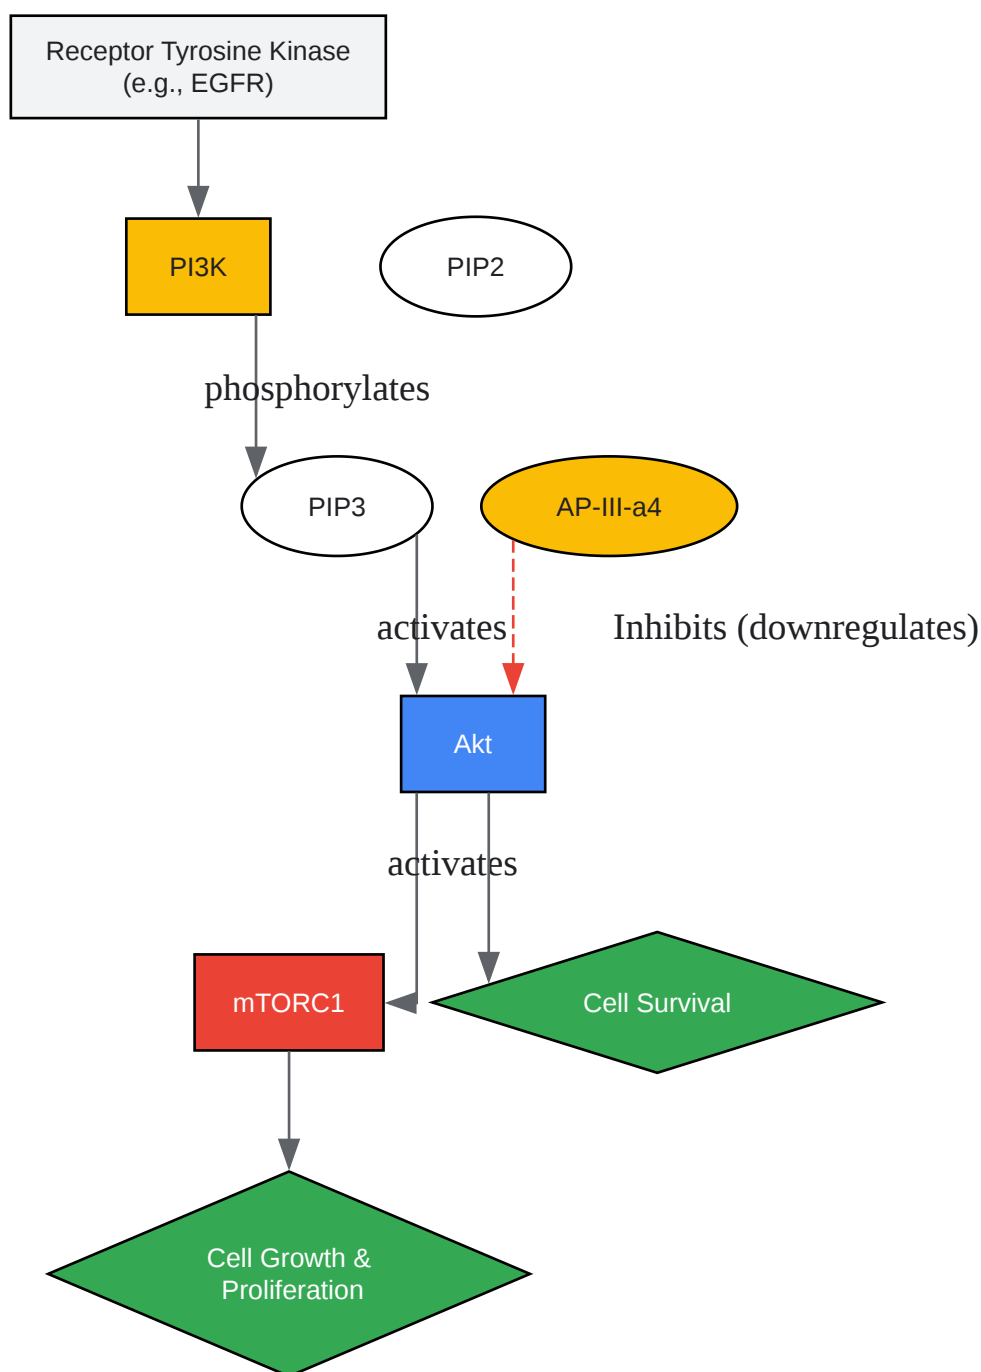 Receptor Tyrosine Kinase
(e.g., EGFR)
PI3K
PIP2
phosphorylates
PIP3
AP-III-a4
activates
Inhibits (downregulates)
Akt
activates
mTORC1
Cell Survival
Cell Growth &
Proliferation